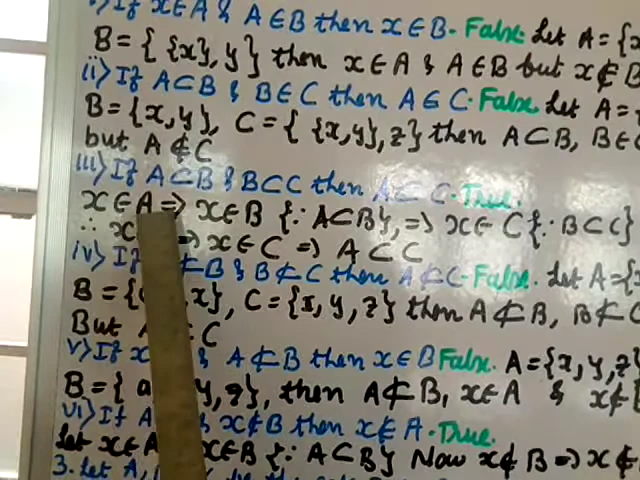 i) If x∈A & A∈B then x∈B. False. Let A = {x
B = { {x}, y } then x∈A & A∈B but x∉B
ii) If A⊂B & B∈C then A∈C. False. Let A =
B = {x,y}, C = { {x,y}, z} then A⊂B, B∈C
but A∉C
iii) If A⊂B & B⊂C then A⊂C. True.
x∈A => x∈B {∵ A⊂B}, => x∈C {∵ B⊂C}
∴ x => x∈C => A⊂C
iv) If ⊄B & B⊄C then A⊄C. False. Let A = {x
B = { x}, C = {x, y, z} then A⊄B, B⊄C
But C
v) If x & A⊄B then x∈B False. A = {x, y, z}
B = { a y, z}, then A⊄B, x∈A & x∉
vi) If A & x∉B then x∉A. True.
Let x∈A x∈B {∵ A⊂B} Now x∉B => x∉
3. Let A,